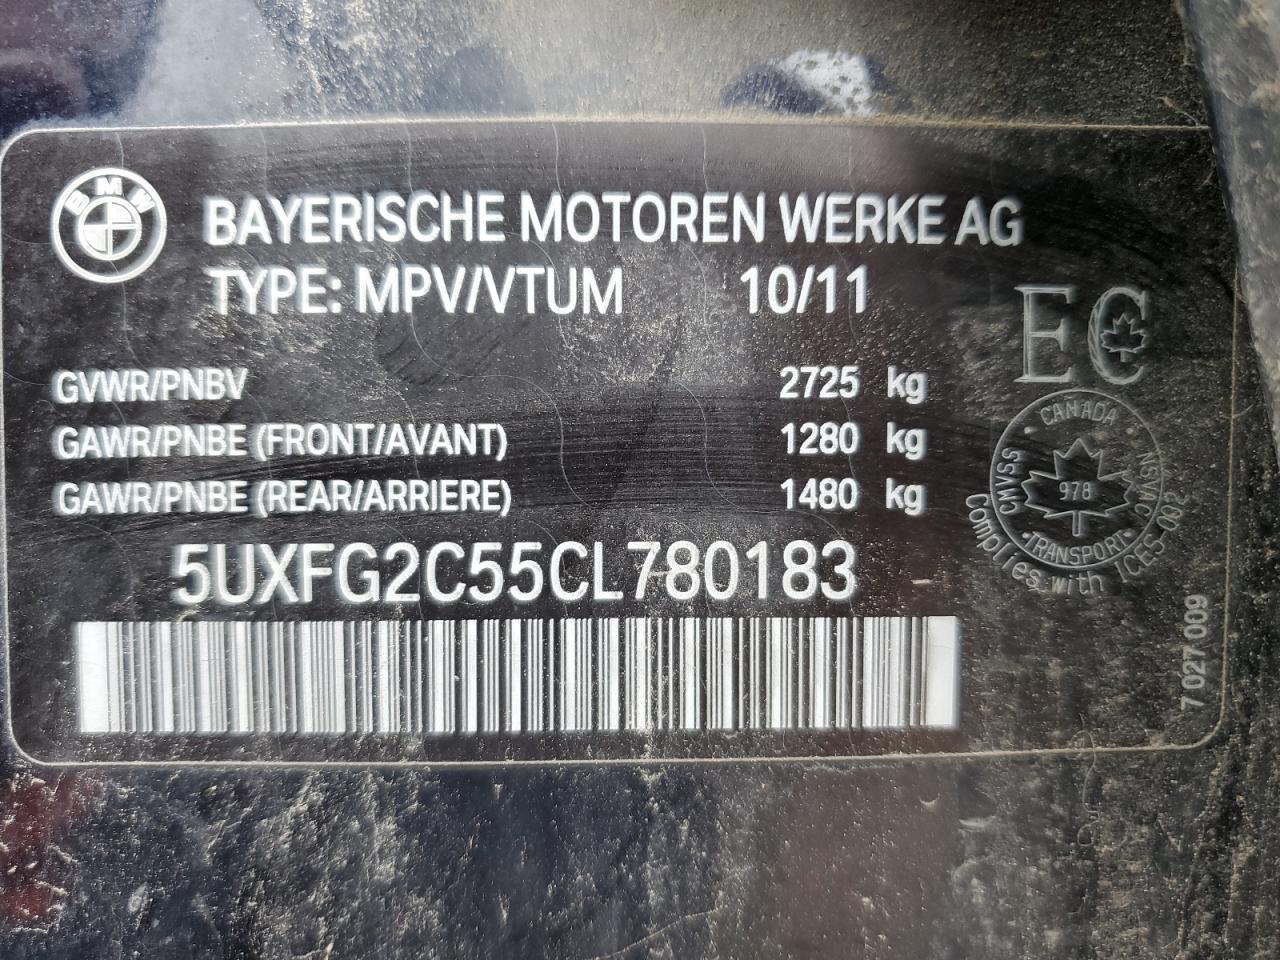 BMW
BAYERISCHE MOTOREN WERKE AG
TYPE: MPV/VTUM 10/11
EC
GVWR/PNBV 2725 kg
GAWR/PNBE (FRONT/AVANT) 1280 kg
GAWR/PNBE (REAR/ARRIERE) 1480 kg
CANADA
CMVSS
978
NSVAC
TRANSPORT
Complies with ICES-002
5UXFG2C55CL780183
7 027 009